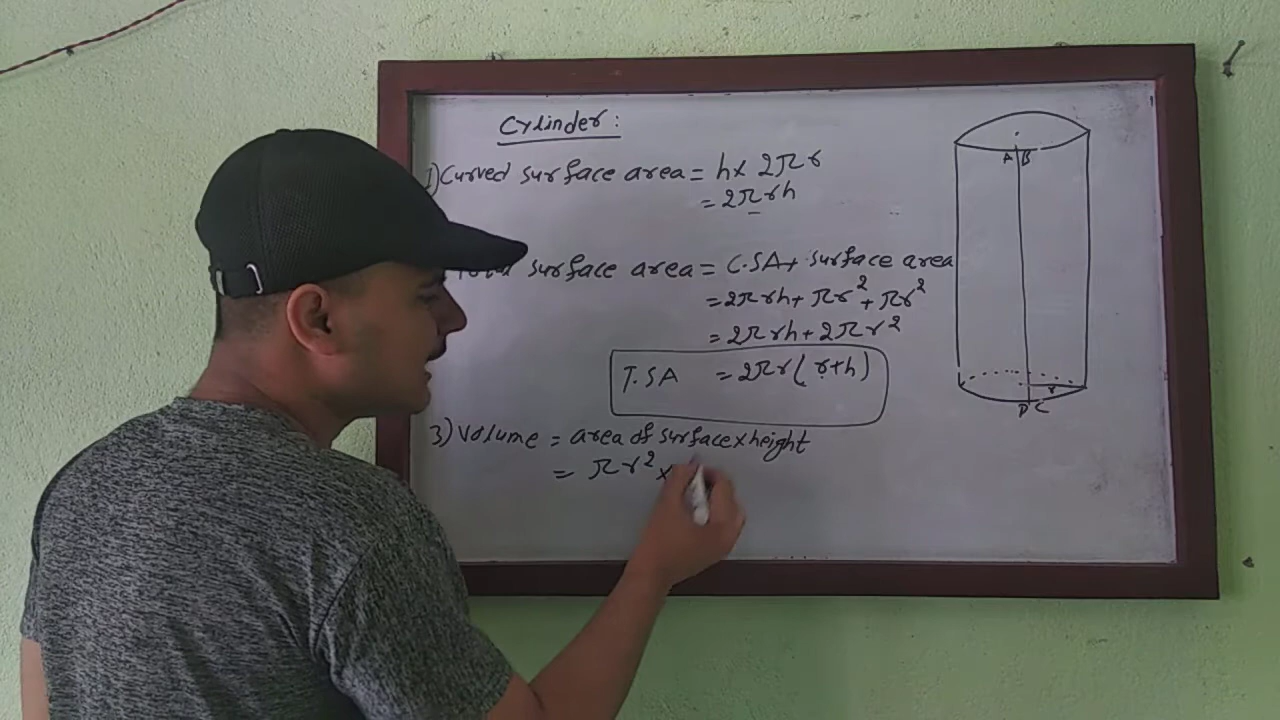 Cylinder:
1) Curved surface area = h x 2πr
= 2πrh
surface area = C.SA + surface area
= 2πrh + πr² + πr²
= 2πrh + 2πr²
T.SA = 2πr(r+h)
3) Volume = area of surface x height
= πr² x
A B
r
D C